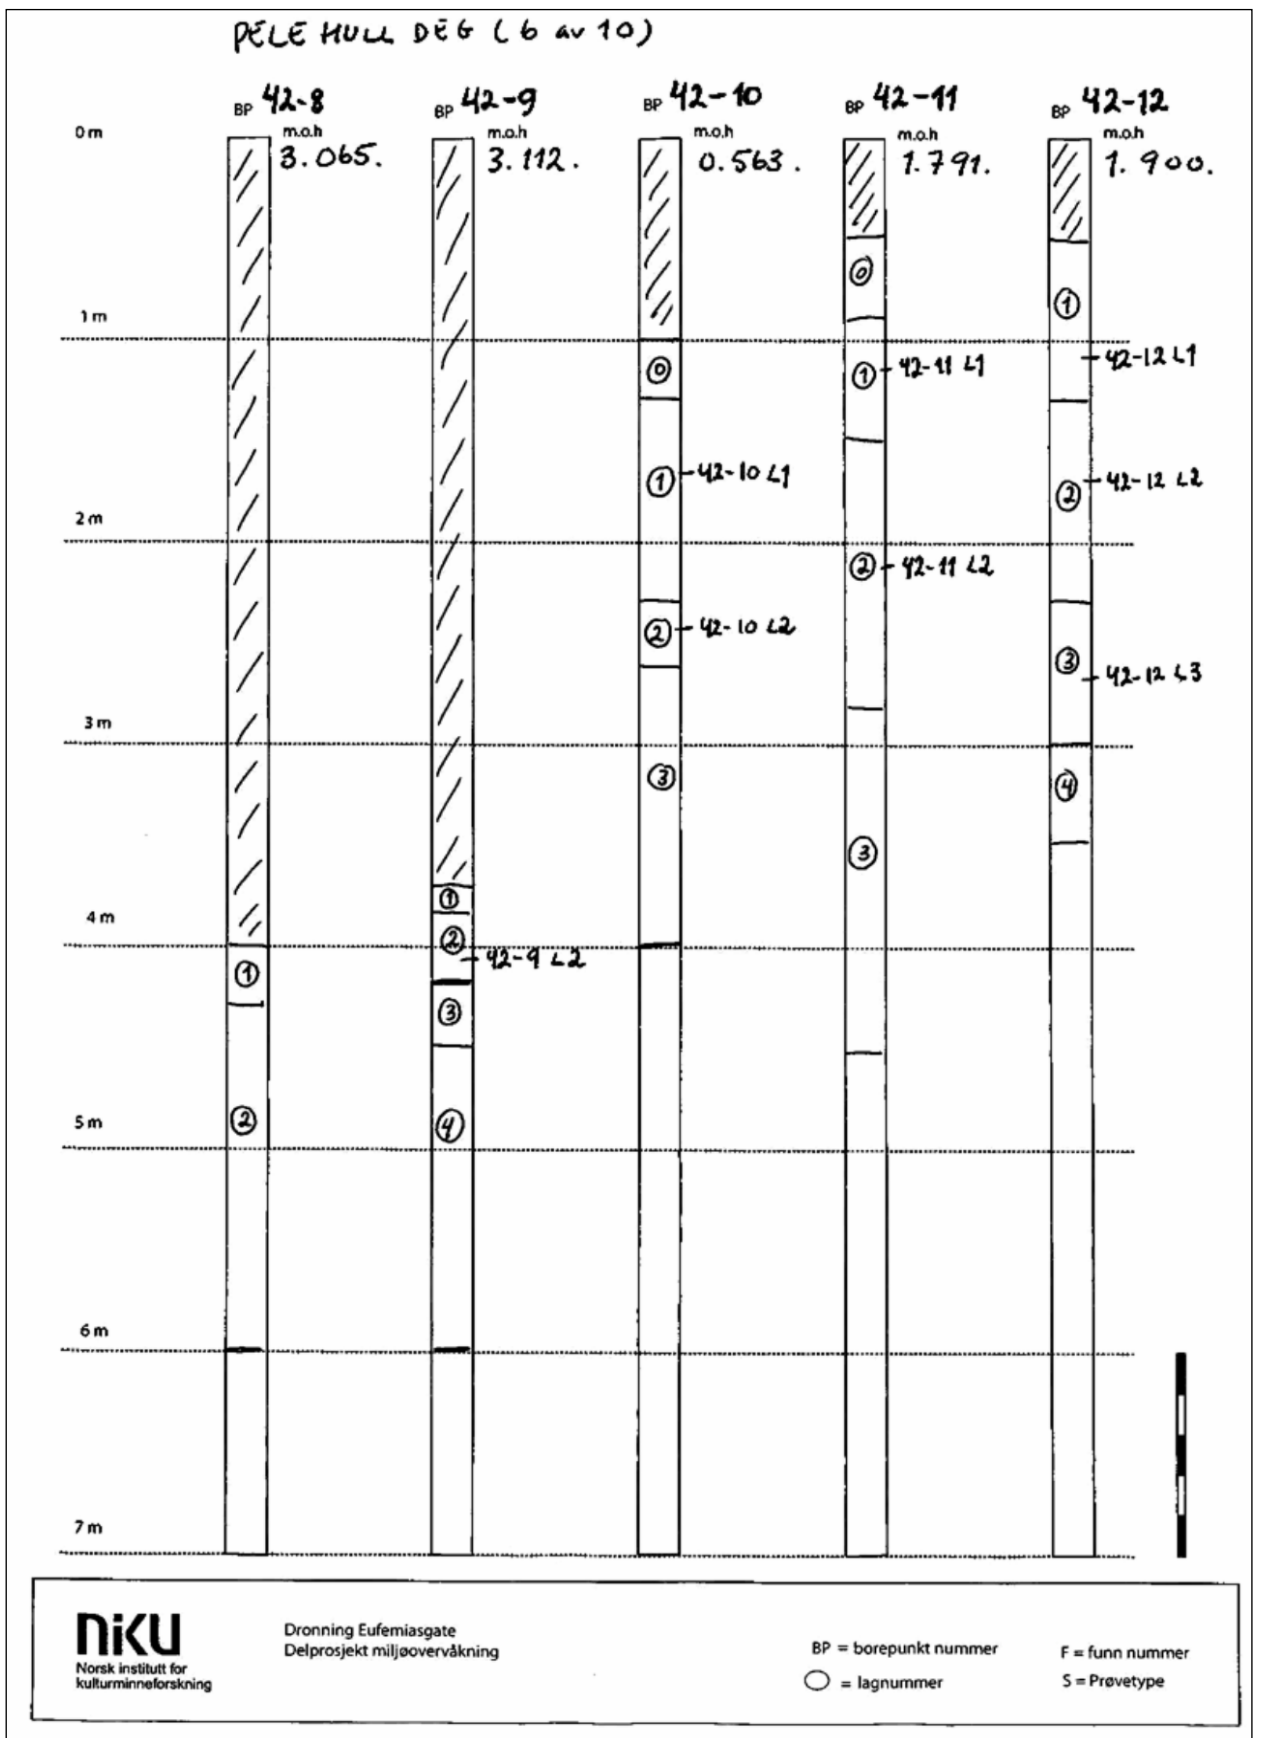 PELE HULL DEG (6 av 10)
BP 42-8
BP 42-9
BP 42-10
BP 42-11
BP 42-12
0 m
m.o.h
3.065.
m.o.h
3.112.
m.o.h
0.563.
m.o.h
1.791.
m.o.h
1.900.
0
1
1 m
0
1
42-11 L1
42-12 L1
1
42-10 L1
2
42-12 L2
2 m
2
42-11 L2
2
42-10 L2
3
42-12 L3
3 m
3
4
3
1
4 m
2
42-9 L2
1
3
2
4
5 m
6 m
7 m
NIKU
Norsk institutt for
kulturminneforskning
Dronning Eufemiasgate
Delprosjekt miljøovervåkning
BP = borepunkt nummer
= lagnummer
F = funn nummer
S = Prøvetype